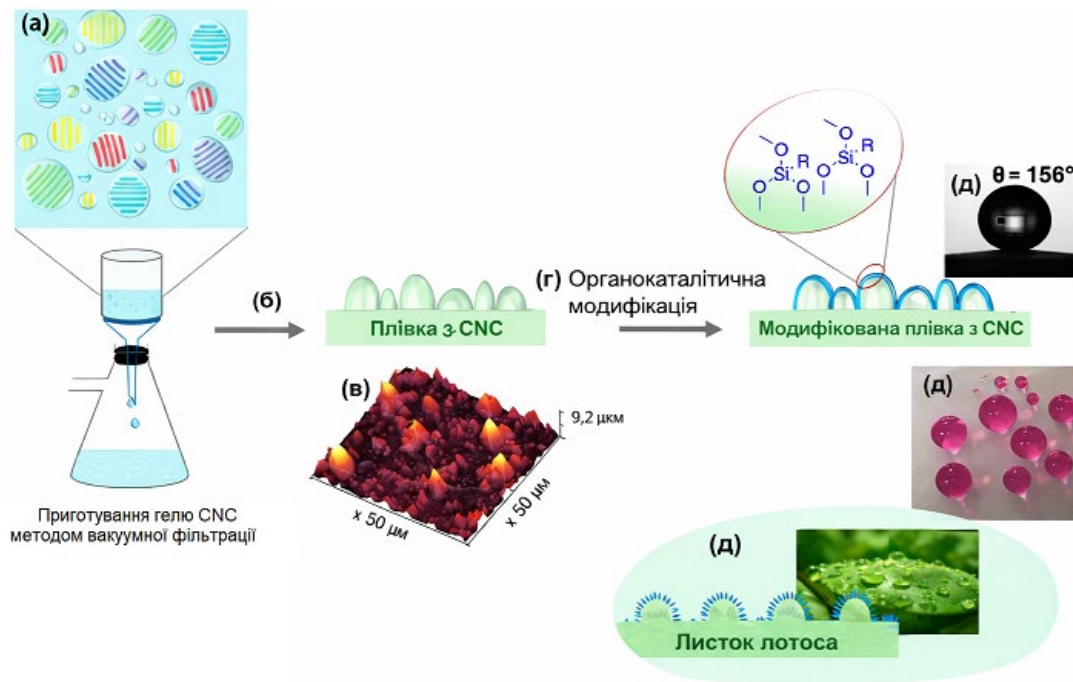 (а)
Приготування гелю CNC
методом вакуумної фільтрації
(б)
Плівка з CNC
(в)
9,2 μкм
x 50 μм
x 50 μм
(г) Органокаталітична
модифікація
O
O
Si
R
Si
R
O
O
O
O
Модифікована плівка з CNC
(д) θ = 156°
(д)
(д)
Листок лотоса